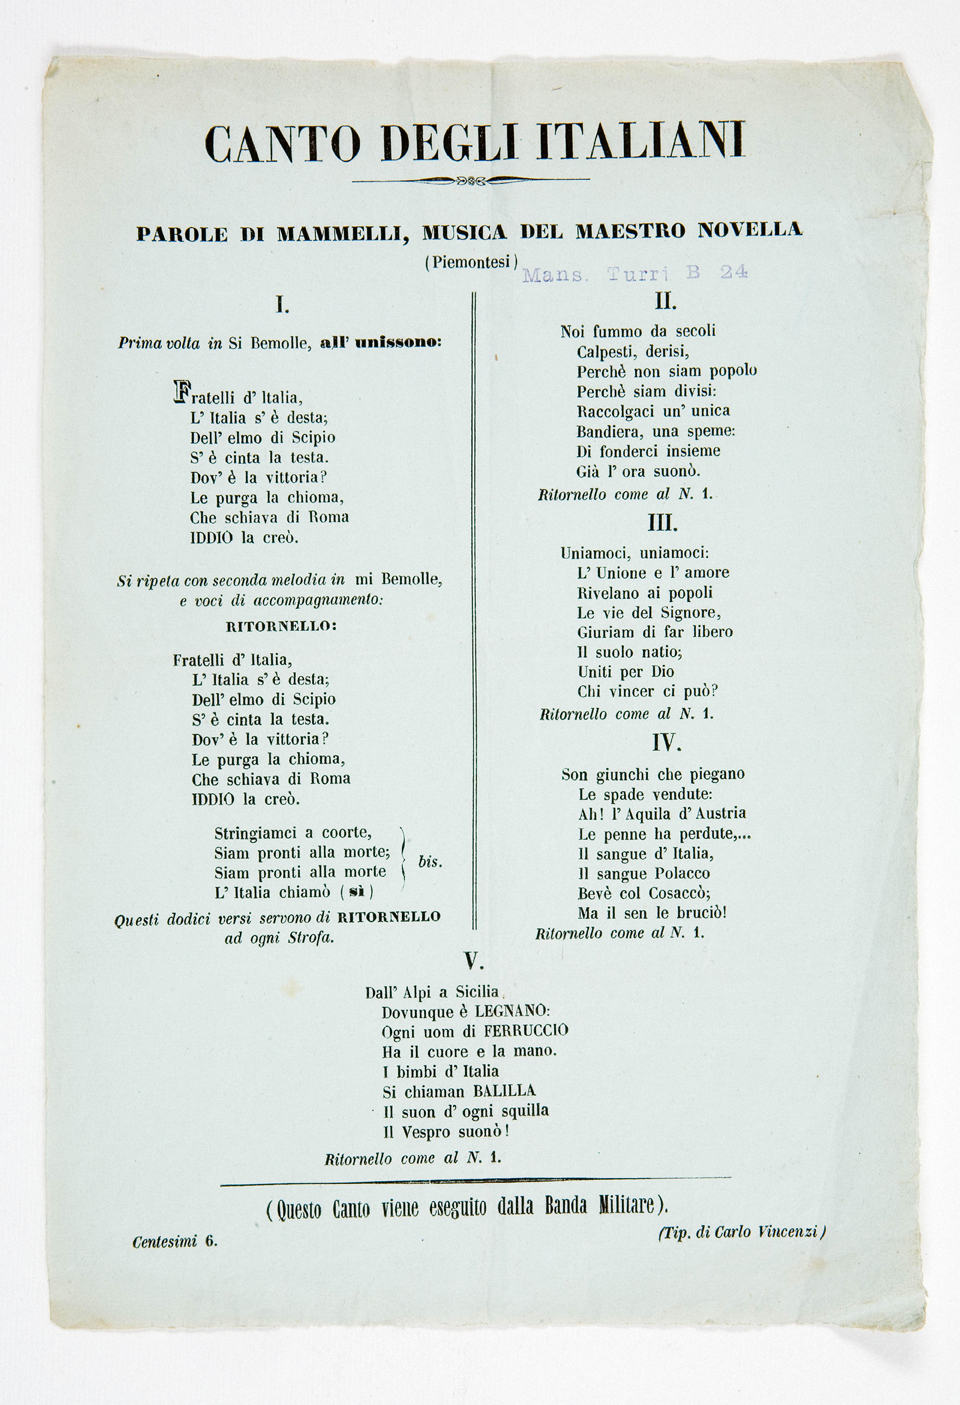 CANTO DEGLI ITALIANI
PAROLE DI MAMMELLI, MUSICA DEL MAESTRO NOVELLA
(Piemontesi)
Mans. Turri B 24
I.
Prima volta in Si Bemolle, all' unissono:
Fratelli d' Italia,
L' Italia s' è desta;
Dell' elmo di Scipio
S' è cinta la testa.
Dov' è la vittoria?
Le purga la chioma,
Che schiava di Roma
IDDIO la creò.
Si ripeta con seconda melodia in mi Bemolle,
e voci di accompagnamento:
RITORNELLO:
Fratelli d' Italia,
L' Italia s' è desta;
Dell' elmo di Scipio
S' è cinta la testa.
Dov' è la vittoria?
Le purga la chioma,
Che schiava di Roma
IDDIO la creò.
Stringiamci a coorte,
Siam pronti alla morte;
Siam pronti alla morte
L' Italia chiamò (sì)
bis.
Questi dodici versi servono di RITORNELLO
ad ogni Strofa.
II.
Noi fummo da secoli
Calpesti, derisi,
Perchè non siam popolo
Perchè siam divisi:
Raccolgaci un' unica
Bandiera, una speme:
Di fonderci insieme
Già l' ora suonò.
Ritornello come al N. 1.
III.
Uniamoci, uniamoci:
L' Unione e l' amore
Rivelano ai popoli
Le vie del Signore,
Giuriam di far libero
Il suolo natio;
Uniti per Dio
Chi vincer ci può?
Ritornello come al N. 1.
IV.
Son giunchi che piegano
Le spade vendute:
Ah! l' Aquila d' Austria
Le penne ha perdute,...
Il sangue d' Italia,
Il sangue Polacco
Bevè col Cosaccò;
Ma il sen le bruciò!
Ritornello come al N. 1.
V.
Dall' Alpi a Sicilia,
Dovunque è LEGNANO:
Ogni uom di FERRUCCIO
Ha il cuore e la mano.
I bimbi d' Italia
Si chiaman BALILLA
Il suon d' ogni squilla
Il Vespro suonò!
Ritornello come al N. 1.
(Questo Canto viene eseguito dalla Banda Militare).
Centesimi 6.
(Tip. di Carlo Vincenzi)